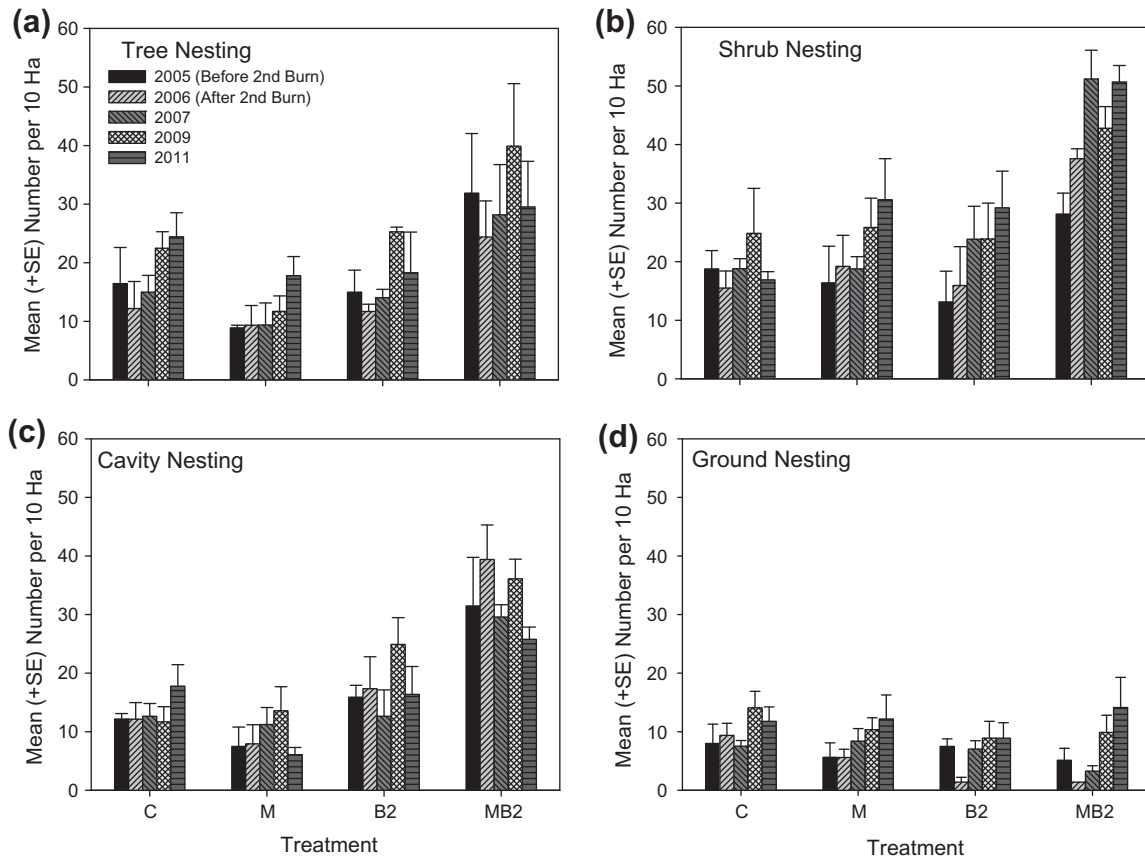 (a)
Tree Nesting
2005 (Before 2nd Burn)
2006 (After 2nd Burn)
2007
2009
2011
Mean (+SE) Number per 10 Ha
60
50
40
30
20
10
0
(b)
Shrub Nesting
Mean (+SE) Number per 10 Ha
60
50
40
30
20
10
0
(c)
Cavity Nesting
Mean (+SE) Number per 10 Ha
60
50
40
30
20
10
0
C M B2 MB2
Treatment
(d)
Ground Nesting
Mean (+SE) Number per 10 Ha
60
50
40
30
20
10
0
C M B2 MB2
Treatment